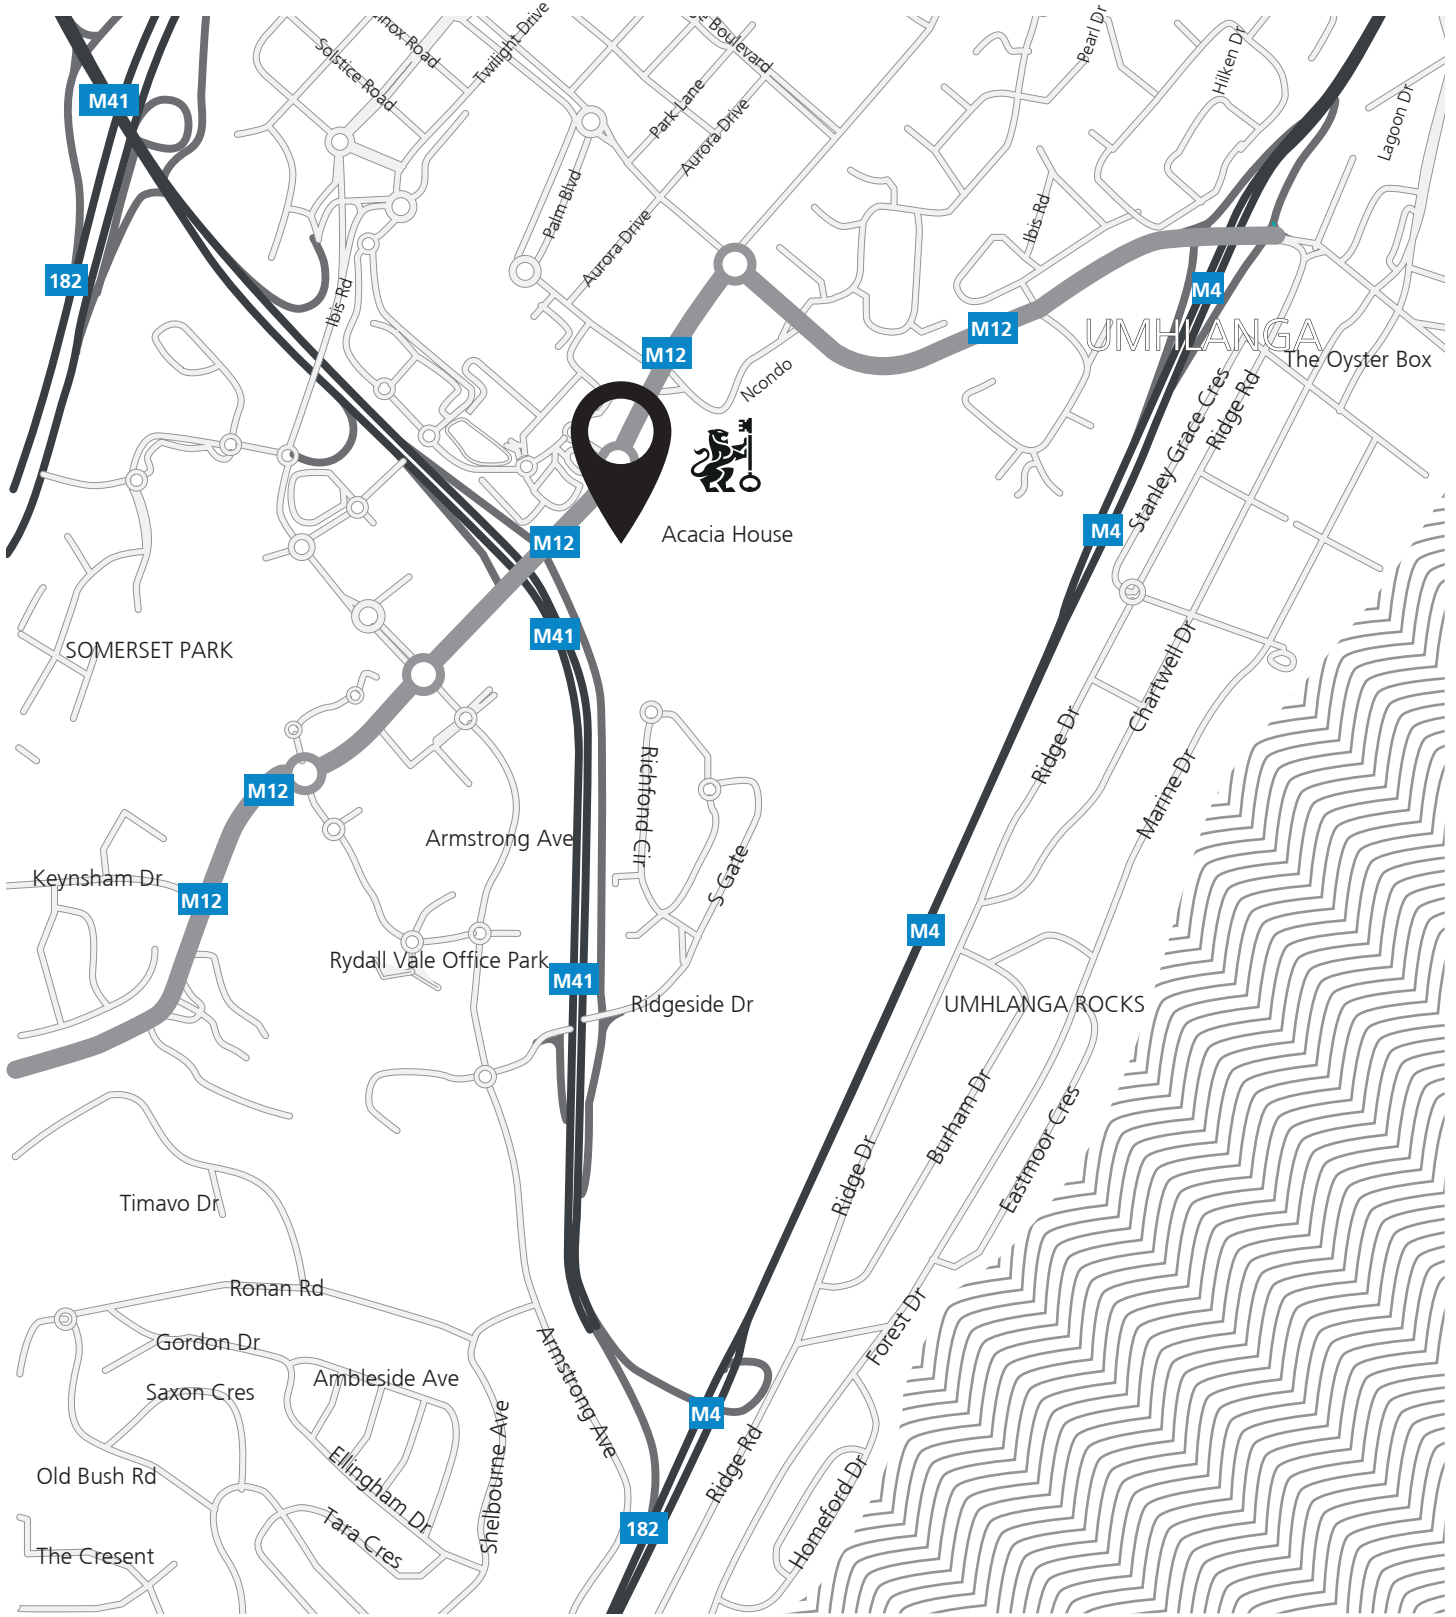 Solstice Road
Road
Twilight Drive
Boulevard
Park Lane
Aurora Drive
Pearl Dr
Hilken Dr
Lagoon Dr
M41
Palm Blvd
Aurora Drive
Ibis Rd
182
Ibis Rd
M4
M12
M12
UMHLANGA
The Oyster Box
Ncondo
Stanley Grace Cres
Ridge Rd
Acacia House
M12
M4
M41
SOMERSET PARK
Chartwell Dr
Ridge Dr
Marine Dr
M12
Richfond Cir
Armstrong Ave
S Gate
Keynsham Dr
M12
M4
Rydall Vale Office Park
M41
Ridgeside Dr
UMHLANGA ROCKS
Burham Dr
Eastmoor Cres
Ridge Dr
Timavo Dr
Ronan Rd
Forest Dr
Gordon Dr
Armstrong Ave
Ambleside Ave
Saxon Cres
M4
Shelbourne Ave
Ridge Rd
Old Bush Rd
Ellingham Dr
Homeford Dr
Tara Cres
182
The Cresent